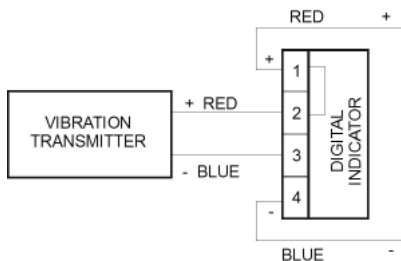 RED +
+
1
+ RED
2
VIBRATION
TRANSMITTER
DIGITAL
INDICATOR
3
- BLUE
4
-
BLUE -